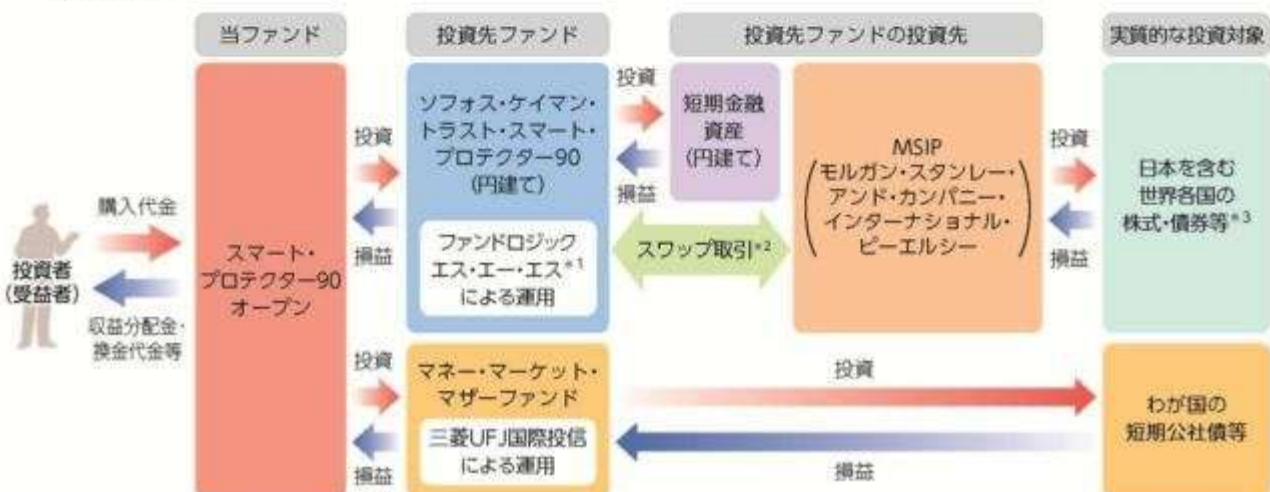 当ファンド
投資先ファンド
投資先ファンドの投資先
実質的な投資対象
投資者
(受益者)
購入代金
収益分配金・
換金代金等
スマート・
プロテクター90
オープン
投資
損益
ソフォス・ケイマン・
トラスト・スマート・
プロテクター90
(円建て)
ファンドロジック
エス・エー・エス*1
による運用
投資
損益
短期金融
資産
(円建て)
スワップ取引*2
MSIP
(モルガン・スタンレー・
アンド・カンパニー・
インターナショナル・
ピーエルシー)
投資
損益
日本を含む
世界各国の
株式・債券等*3
投資
損益
マネー・マーケット・
マザーファンド
三菱UFJ国際投信
による運用
投資
損益
わが国の
短期公社債等